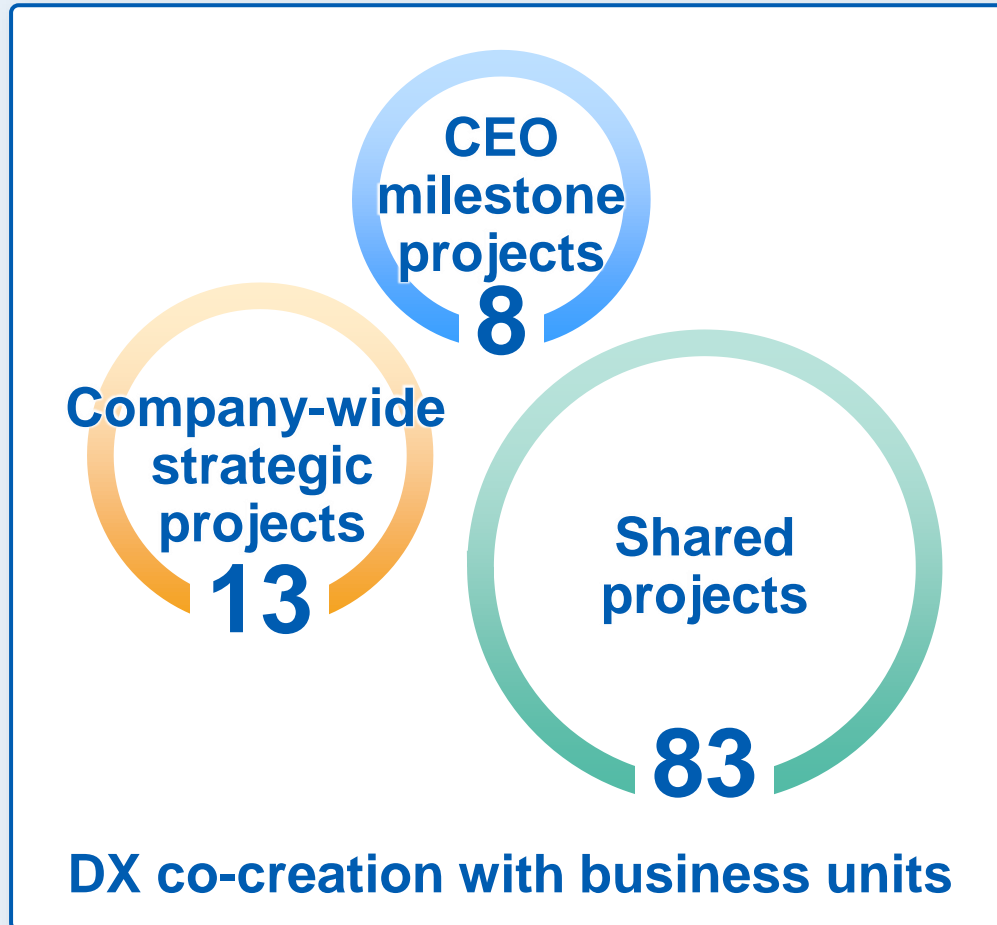 CEO
milestone
projects
8
Company-wide
strategic
projects
13
Shared
projects
83
DX co-creation with business units